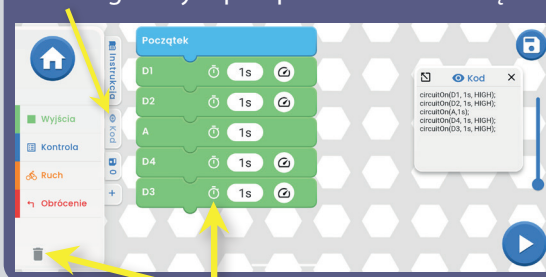 Początek
D1 1s
D2 1s
A 1s
D4 1s
D3 1s
Instrukcja
Kod
0
+
Wyjścia
Kontrola
Ruch
Obrócenie
Kod ×
circuitOn(D1, 1s, HIGH);
circuitOn(D2, 1s, HIGH);
circuitOn(A,1s);
circuitOn(D4, 1s, HIGH);
circuitOn(D3, 1s, HIGH);